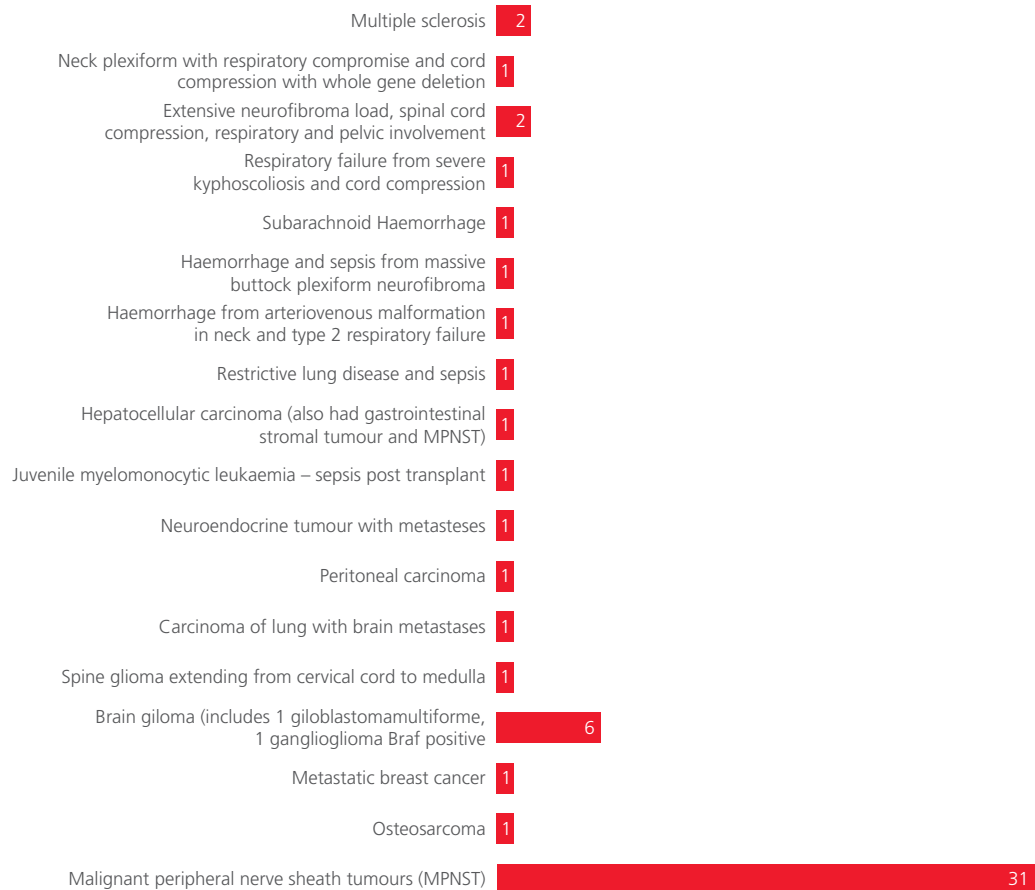 Multiple sclerosis 2
Neck plexiform with respiratory compromise and cord
compression with whole gene deletion
1
Extensive neurofibroma load, spinal cord
compression, respiratory and pelvic involvement
2
Respiratory failure from severe
kyphoscoliosis and cord compression
1
Subarachnoid Haemorrhage 1
Haemorrhage and sepsis from massive
buttock plexiform neurofibroma
1
Haemorrhage from arteriovenous malformation
in neck and type 2 respiratory failure
1
Restrictive lung disease and sepsis 1
Hepatocellular carcinoma (also had gastrointestinal
stromal tumour and MPNST)
1
Juvenile myelomonocytic leukaemia – sepsis post transplant 1
Neuroendocrine tumour with metasteses 1
Peritoneal carcinoma 1
Carcinoma of lung with brain metastases 1
Spine glioma extending from cervical cord to medulla 1
Brain giloma (includes 1 giloblastomamultiforme,
1 ganglioglioma Braf positive
6
Metastatic breast cancer 1
Osteosarcoma 1
Malignant peripheral nerve sheath tumours (MPNST) 31